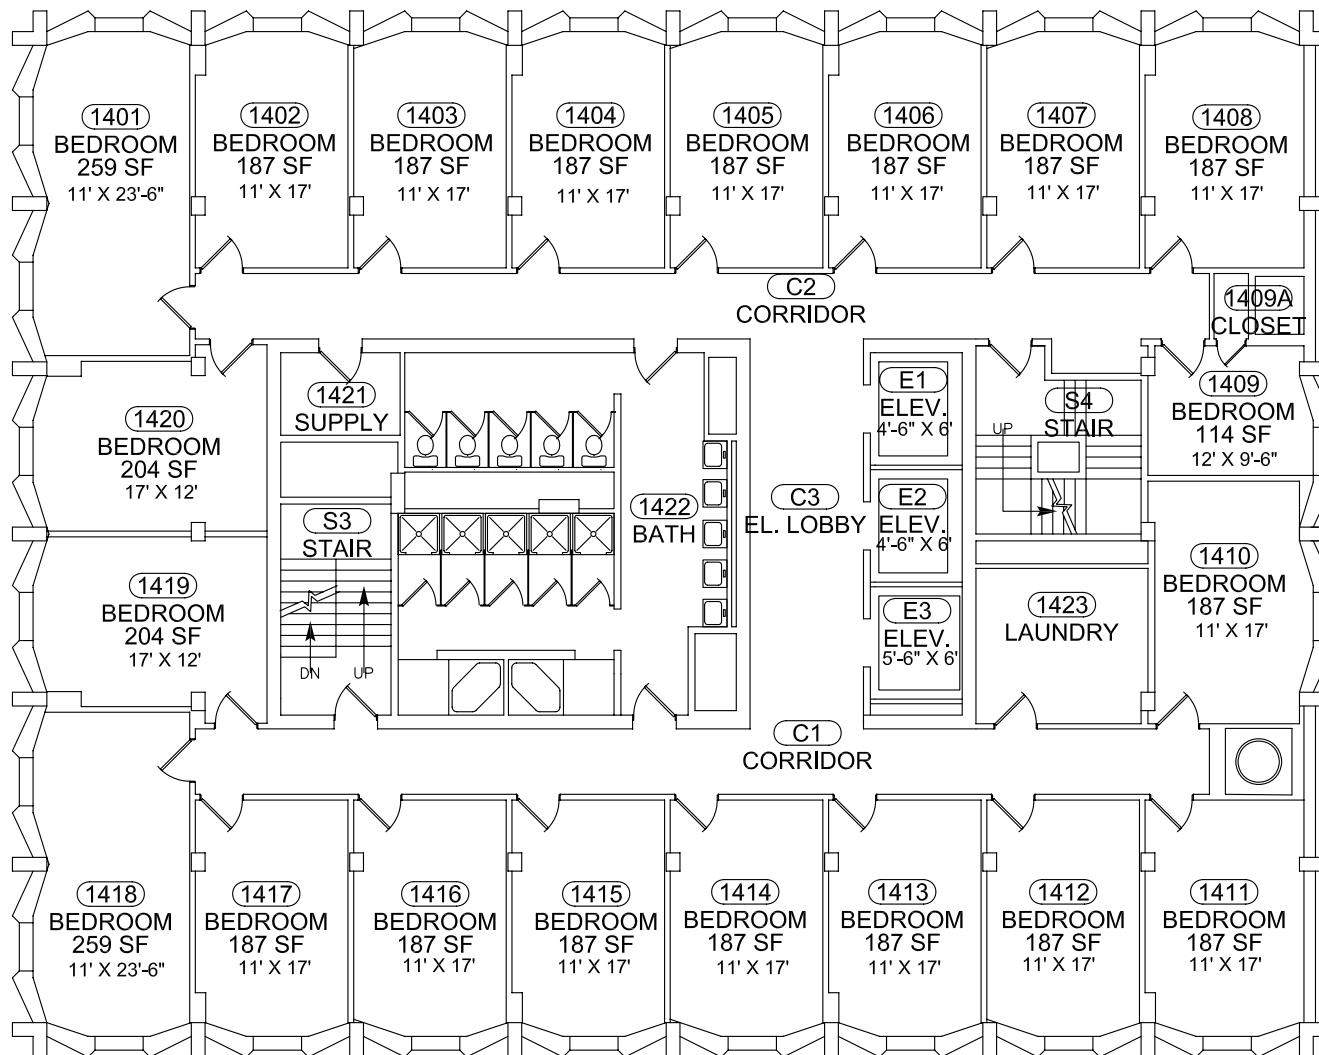 1401
BEDROOM
259 SF
11' X 23'-6"
1402
BEDROOM
187 SF
11' X 17'
1403
BEDROOM
187 SF
11' X 17'
1404
BEDROOM
187 SF
11' X 17'
1405
BEDROOM
187 SF
11' X 17'
1406
BEDROOM
187 SF
11' X 17'
1407
BEDROOM
187 SF
11' X 17'
1408
BEDROOM
187 SF
11' X 17'
C2
CORRIDOR
1409A
CLOSET
1420
BEDROOM
204 SF
17' X 12'
1421
SUPPLY
E1
ELEV.
4'-6" X 6'
UP
S4
STAIR
1409
BEDROOM
114 SF
12' X 9'-6"
S3
STAIR
DN
UP
1422
BATH
C3
EL. LOBBY
E2
ELEV.
4'-6" X 6'
1419
BEDROOM
204 SF
17' X 12'
E3
ELEV.
5'-6" X 6'
1423
LAUNDRY
1410
BEDROOM
187 SF
11' X 17'
C1
CORRIDOR
1418
BEDROOM
259 SF
11' X 23'-6"
1417
BEDROOM
187 SF
11' X 17'
1416
BEDROOM
187 SF
11' X 17'
1415
BEDROOM
187 SF
11' X 17'
1414
BEDROOM
187 SF
11' X 17'
1413
BEDROOM
187 SF
11' X 17'
1412
BEDROOM
187 SF
11' X 17'
1411
BEDROOM
187 SF
11' X 17'